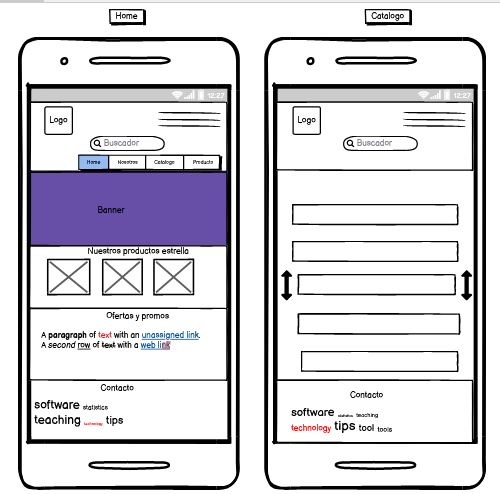 Home
12:27
Logo
Buscador
Home Nosotros Catalogo Producto
Banner
Nuestros productos estrella
Ofertas y promos
A paragraph of text with an unassigned link.
A second row of text with a web link
Contacto
software statistics
teaching technology tips
Catalogo
12:27
Logo
Buscador
Contacto
software statistics teaching
technology tips tool tools